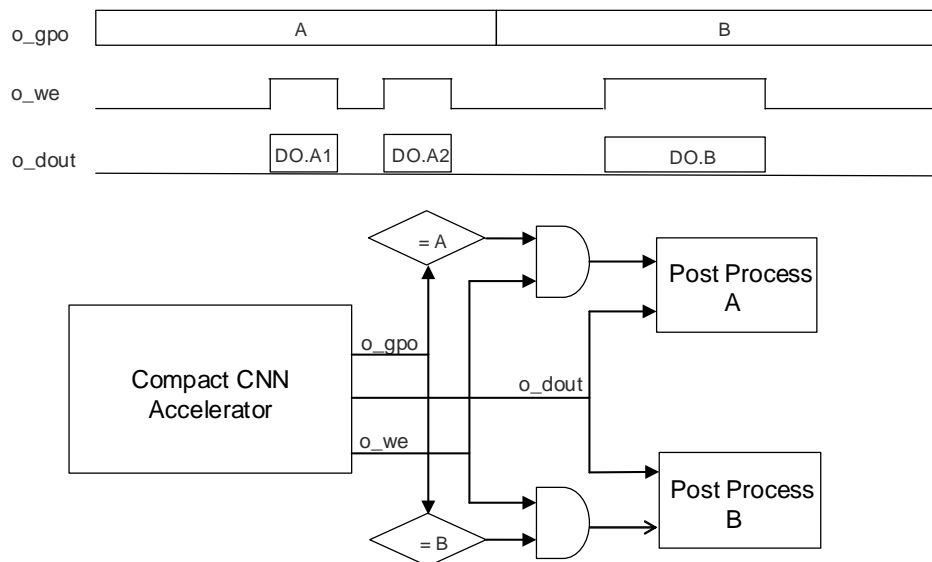 o_gpo
A
B
o_we
o_dout
DO.A1
DO.A2
DO.B
= A
Post Process
A
o_gpo
Compact CNN
Accelerator
o_dout
o_we
Post Process
B
= B